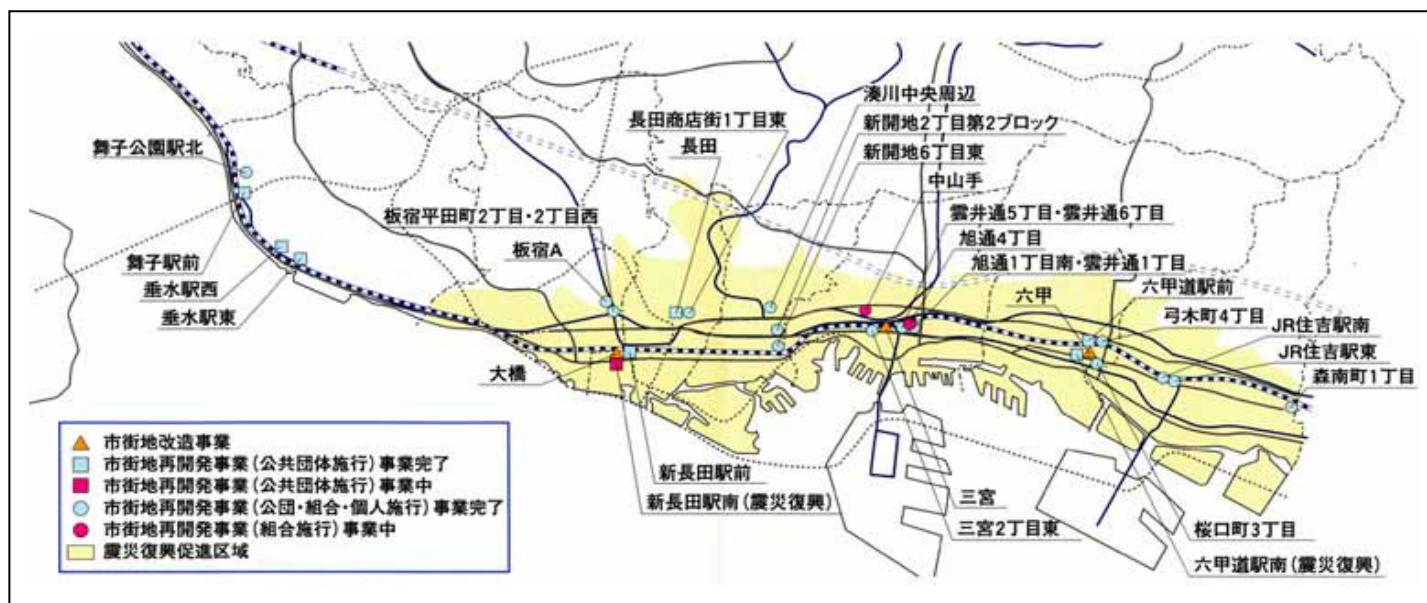 湊川中央周辺
長田商店街1丁目東
新開地2丁目第2ブロック
長田
新開地6丁目東
舞子公園駅北
中山手
板宿平田町2丁目・2丁目西
雲井通5丁目・雲井通6丁目
旭通4丁目
板宿A
旭通1丁目南・雲井通1丁目
舞子駅前
六甲
六甲道駅前
垂水駅西
弓木町4丁目
垂水駅東
JR住吉駅南
JR住吉駅東
大橋
森南町1丁目
新長田駅前
新長田駅南(震災復興)
三宮
三宮2丁目東
桜口町3丁目
六甲道駅南(震災復興)
市街地改造事業
市街地再開発事業(公共団体施行)事業完了
市街地再開発事業(公共団体施行)事業中
市街地再開発事業(公団・組合・個人施行)事業完了
市街地再開発事業(組合施行)事業中
震災復興促進区域